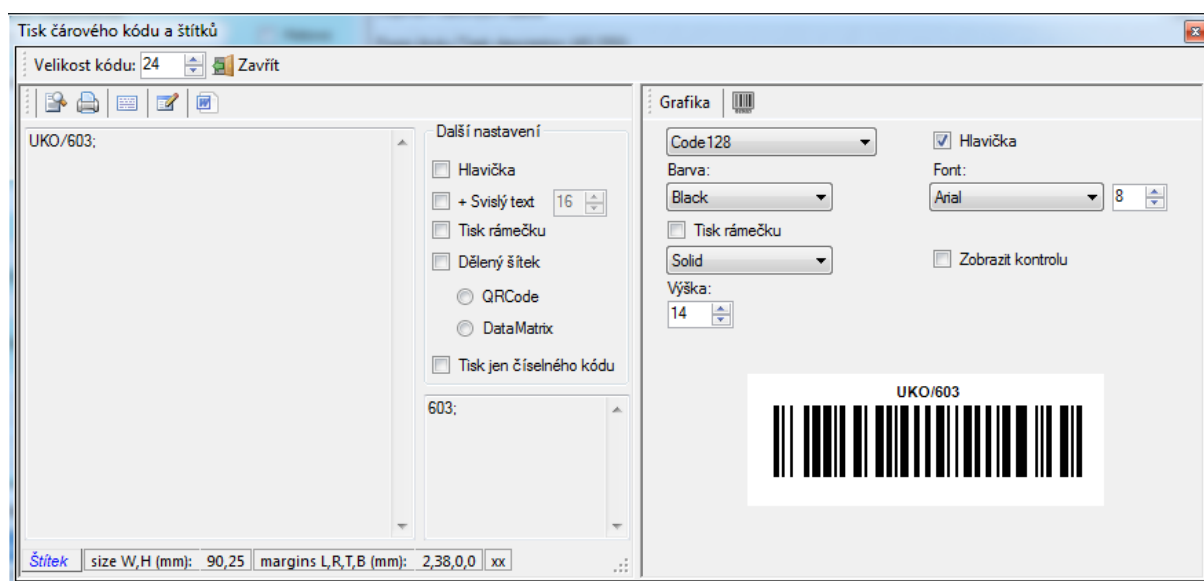 Tisk čárového kódu a štítků
Velikost kódu: 24 Zavřít
UKO/603;
Další nastavení
Hlavička
+ Svislý text 16
Tisk rámečku
Dělený šítek
QRCode
DataMatrix
Tisk jen číselného kódu
603;
Štítek size W,H (mm): 90,25 margins L,R,T,B (mm): 2,38,0,0 xx
Grafika
Code128 Hlavička
Barva: Font:
Black Arial 8
Tisk rámečku
Solid Zobrazit kontrolu
Výška:
14
UKO/603